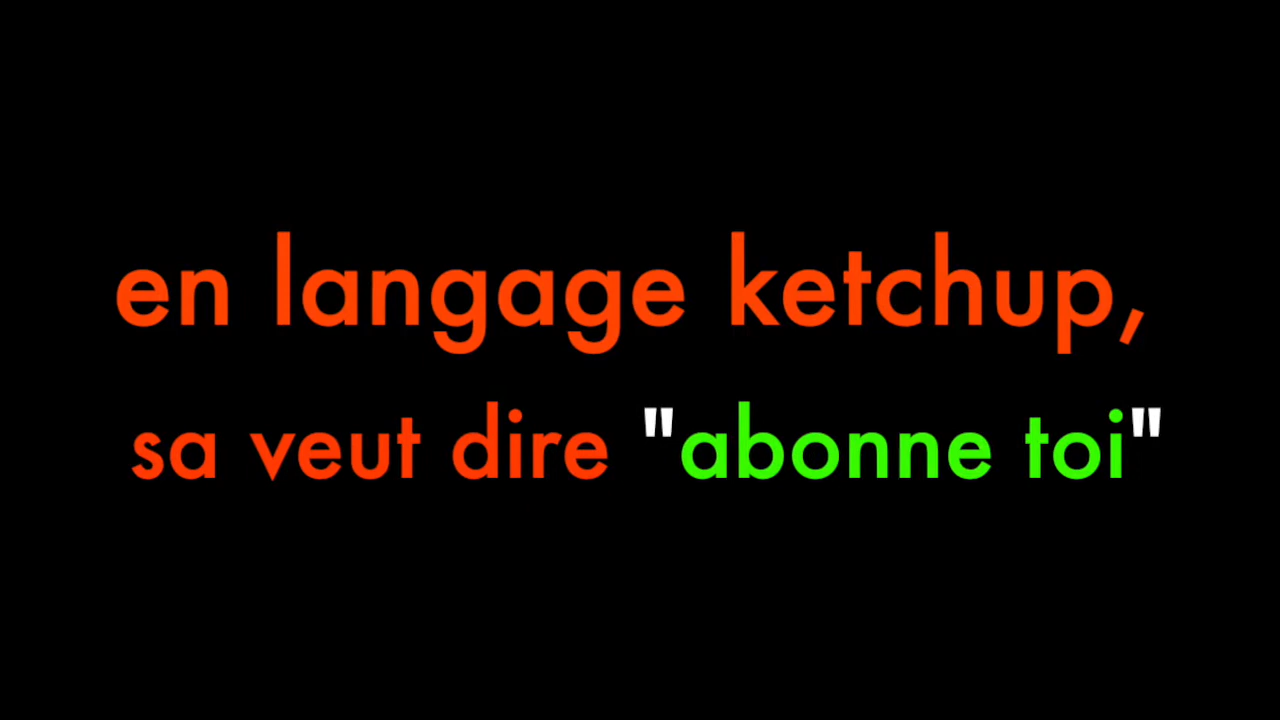 en langage ketchup,
sa veut dire "abonne toi"